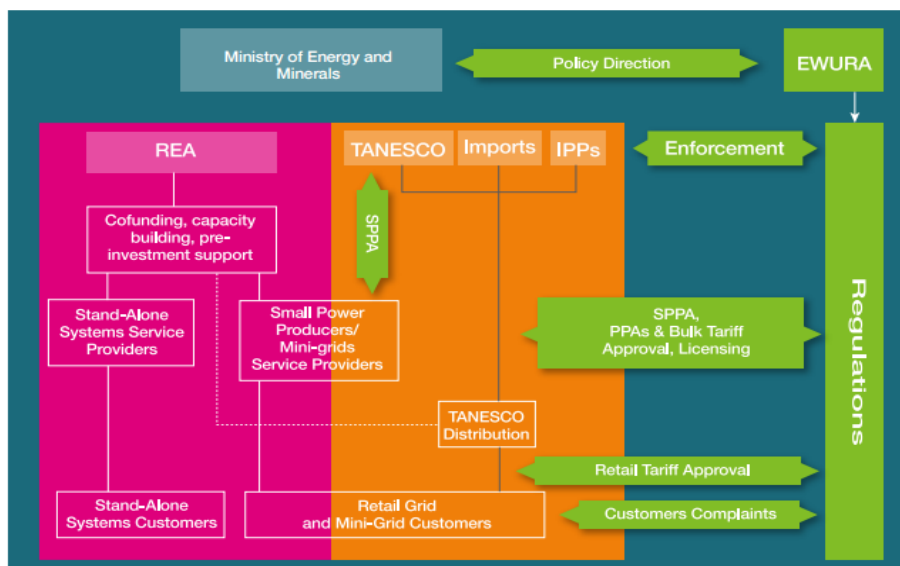 Ministry of Energy and
Minerals
Policy Direction
EWURA
REA
TANESCO
Imports
IPPs
Enforcement
Cofunding, capacity
building, pre-
investment support
SPPA
Stand-Alone
Systems Service
Providers
Small Power
Producers/
Mini-grids
Service Providers
SPPA,
PPAs & Bulk Tariff
Approval, Licensing
Regulations
TANESCO
Distribution
Retail Tariff Approval
Stand-Alone
Systems Customers
Retail Grid
and Mini-Grid Customers
Customers Complaints